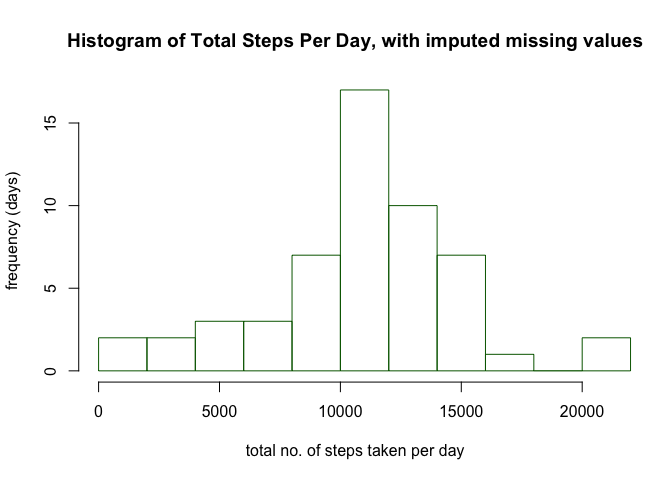 Histogram of Total Steps Per Day, with imputed missing values
frequency (days)
15
10
5
0
0 5000 10000 15000 20000
total no. of steps taken per day